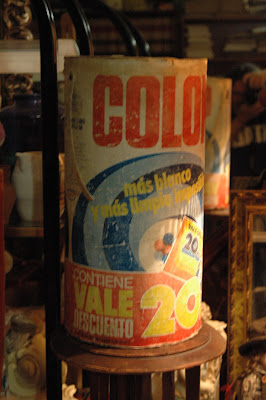 COLO
más blanco
y más limpio
20
CONTIENE
VALE
DESCUENTO
20